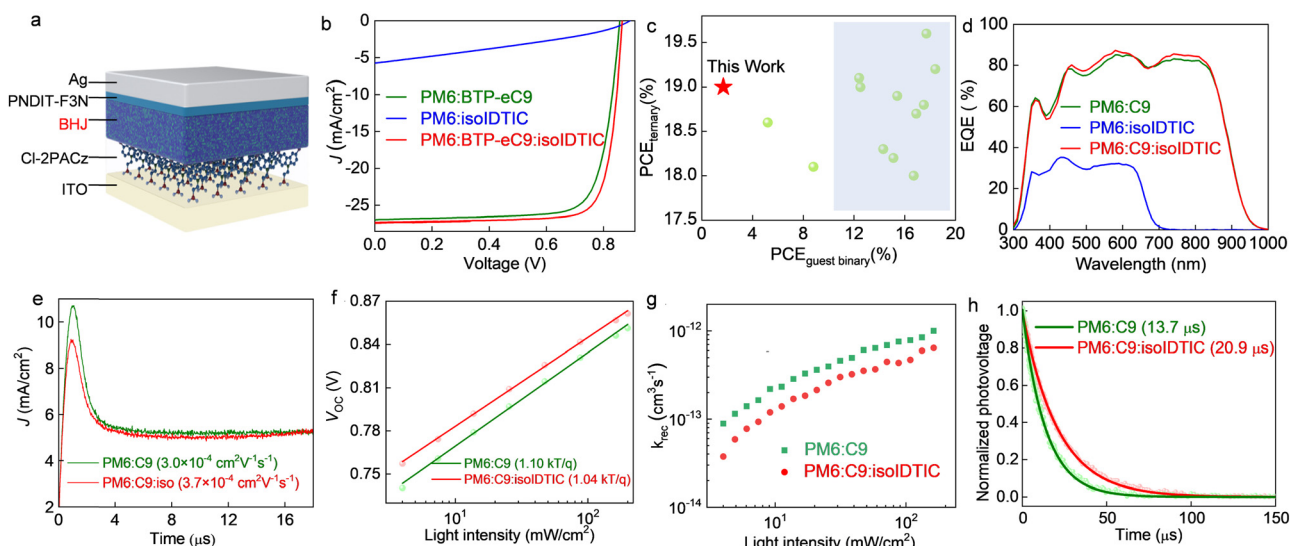 a
Ag
PNDIT-F3N
BHJ
Cl-2PACz
ITO
b
J (mA/cm²)
0
-5
-10
-15
-20
-25
PM6:BTP-eC9
PM6:isoIDTIC
PM6:BTP-eC9:isoIDTIC
0.0 0.2 0.4 0.6 0.8
Voltage (V)
c
PCEternary(%)
19.5
19.0
18.5
18.0
17.5
This Work
0 4 8 12 16 20
PCEguest binary(%)
d
EQE (%)
100
80
60
40
20
0
PM6:C9
PM6:isoIDTIC
PM6:C9:isoIDTIC
300 400 500 600 700 800 900 1000
Wavelength (nm)
e
J (mA/cm²)
10
8
6
4
2
PM6:C9 (3.0×10⁻⁴ cm²V⁻¹s⁻¹)
PM6:C9:iso (3.7×10⁻⁴ cm²V⁻¹s⁻¹)
0 4 8 12 16
Time (μs)
f
VOC (V)
0.87
0.84
0.81
0.78
0.75
PM6:C9 (1.10 kT/q)
PM6:C9:isoIDTIC (1.04 kT/q)
10¹ 10²
Light intensity (mW/cm²)
g
krec (cm³s⁻¹)
10⁻¹²
10⁻¹³
10⁻¹⁴
PM6:C9
PM6:C9:isoIDTIC
10¹ 10²
Light intensity (mW/cm²)
h
Normalized photovoltage
1.0
0.8
0.6
0.4
0.2
0.0
PM6:C9 (13.7 μs)
PM6:C9:isoIDTIC (20.9 μs)
0 50 100 150
Time (μs)